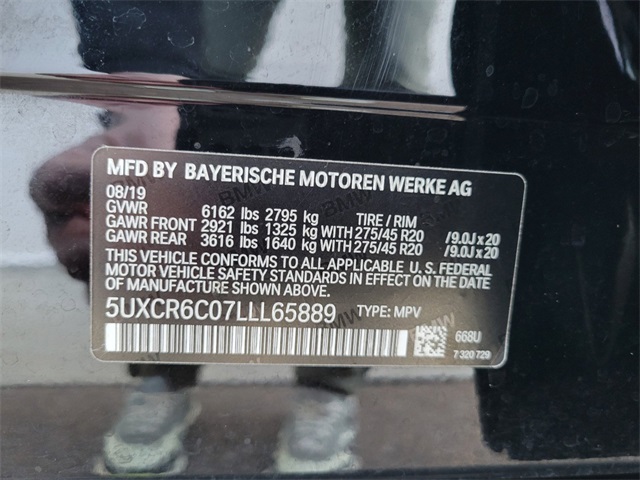 MFD BY BAYERISCHE MOTOREN WERKE AG
08/19
GVWR 6162 lbs 2795 kg TIRE / RIM
GAWR FRONT 2921 lbs 1325 kg WITH 275/45 R20 /9.0J x 20
GAWR REAR 3616 lbs 1640 kg WITH 275/45 R20 /9.0J x 20
THIS VEHICLE CONFORMS TO ALL APPLICABLE U. S. FEDERAL
MOTOR VEHICLE SAFETY STANDARDS IN EFFECT ON THE DATE
OF MANUFACTURE SHOWN ABOVE.
5UXCR6C07LLL65889 TYPE: MPV
668U
7 320 729